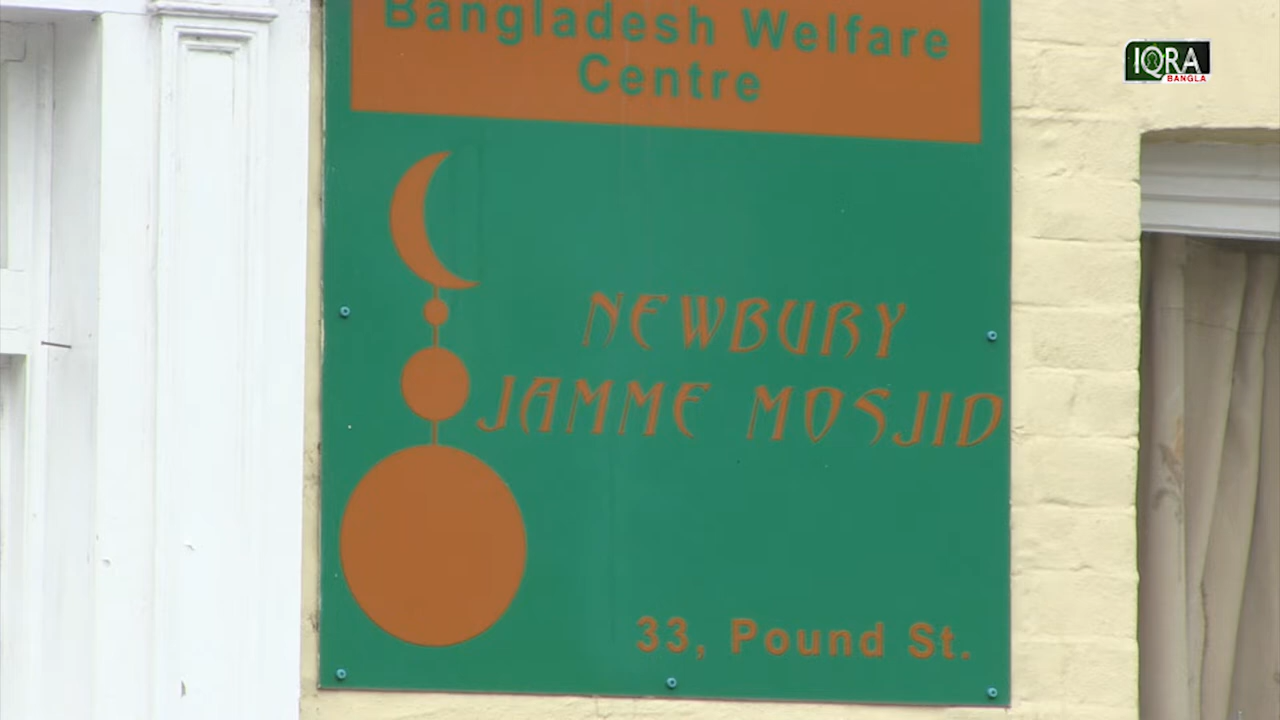 Bangladesh Welfare
Centre
IQRA
BANGLA
NEWBURY
JAMME MOSJID
33, Pound St.